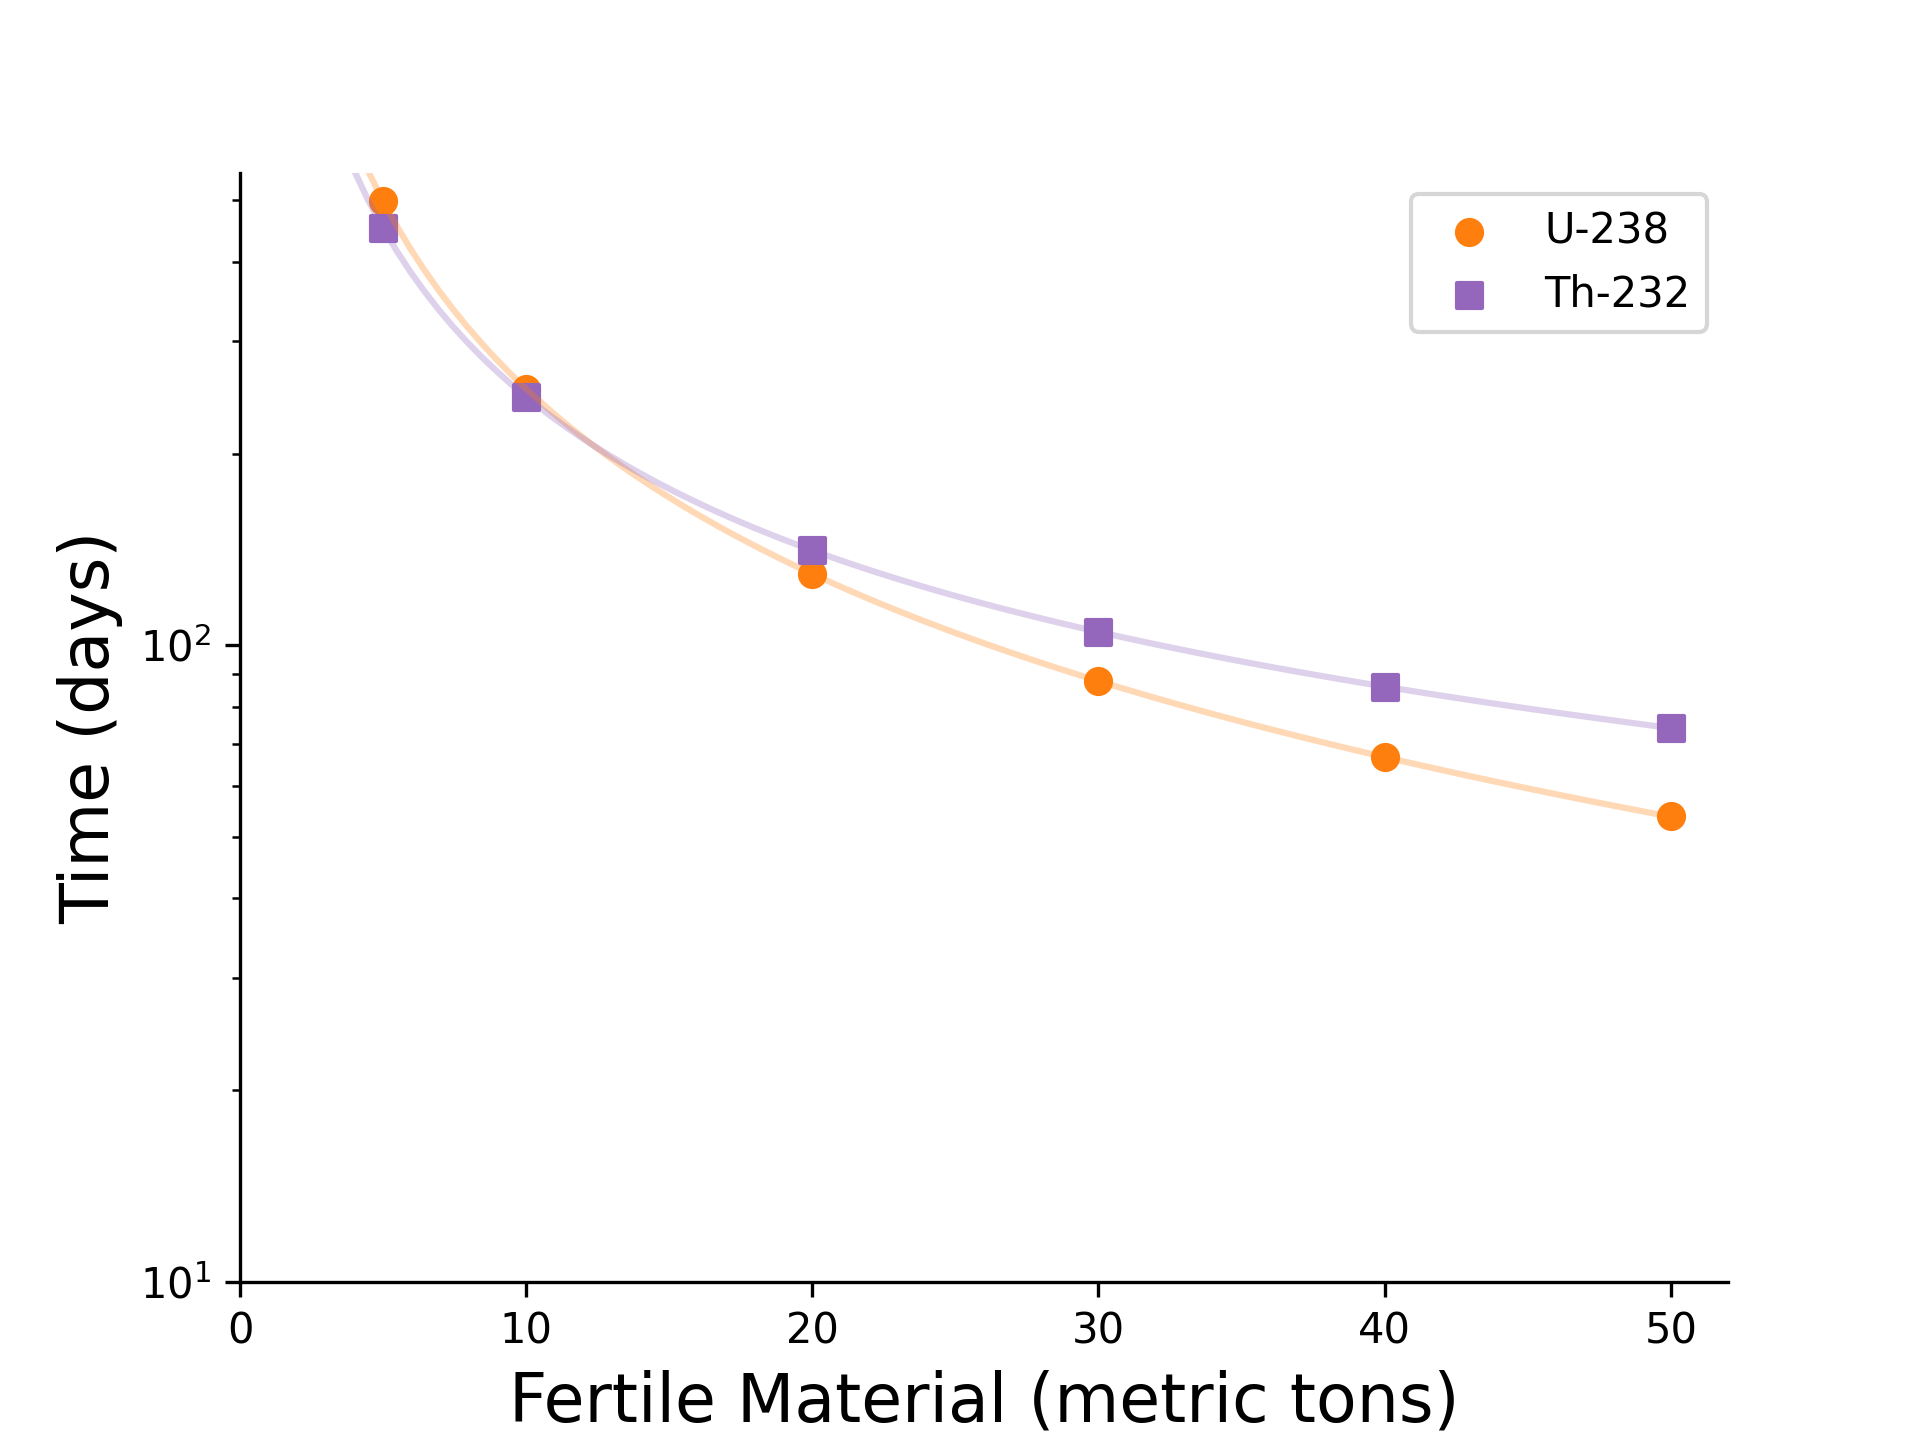 U-238
Th-232
Time (days)
10²
10¹
0 10 20 30 40 50
Fertile Material (metric tons)